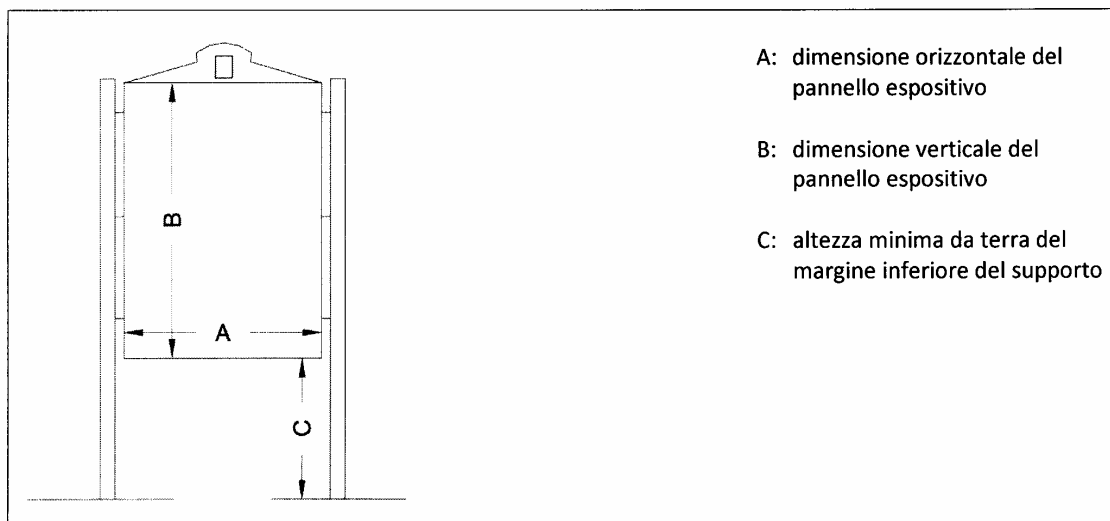 A: dimensione orizzontale del
pannello espositivo
B: dimensione verticale del
pannello espositivo
C: altezza minima da terra del
margine inferiore del supporto
B
A
C